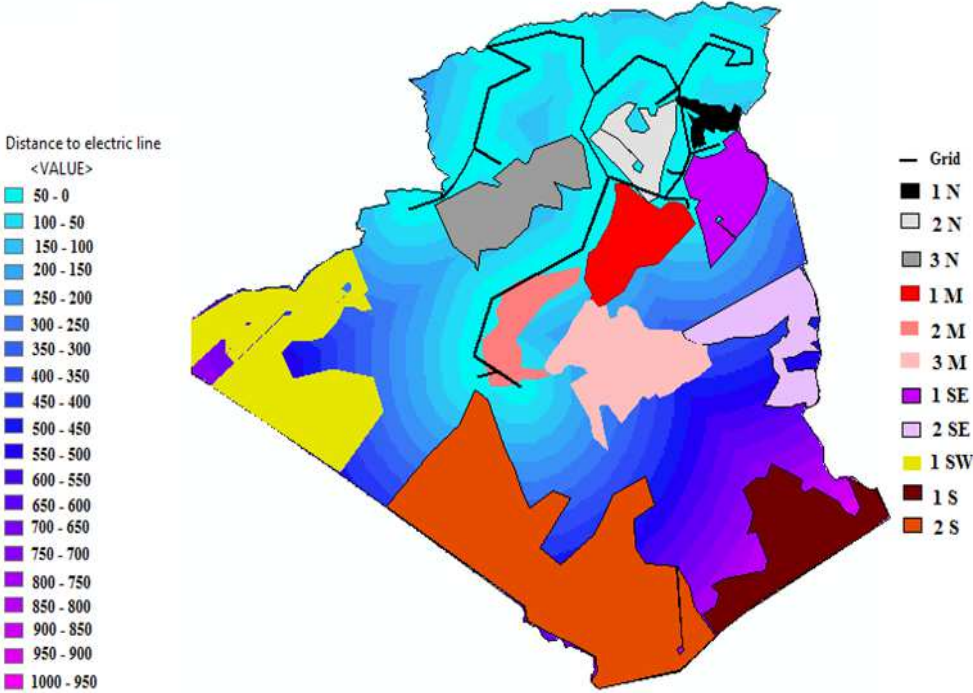 Distance to electric line
<VALUE>
50 - 0
100 - 50
150 - 100
200 - 150
250 - 200
300 - 250
350 - 300
400 - 350
450 - 400
500 - 450
550 - 500
600 - 550
650 - 600
700 - 650
750 - 700
800 - 750
850 - 800
900 - 850
950 - 900
1000 - 950
Grid
1 N
2 N
3 N
1 M
2 M
3 M
1 SE
2 SE
1 SW
1 S
2 S